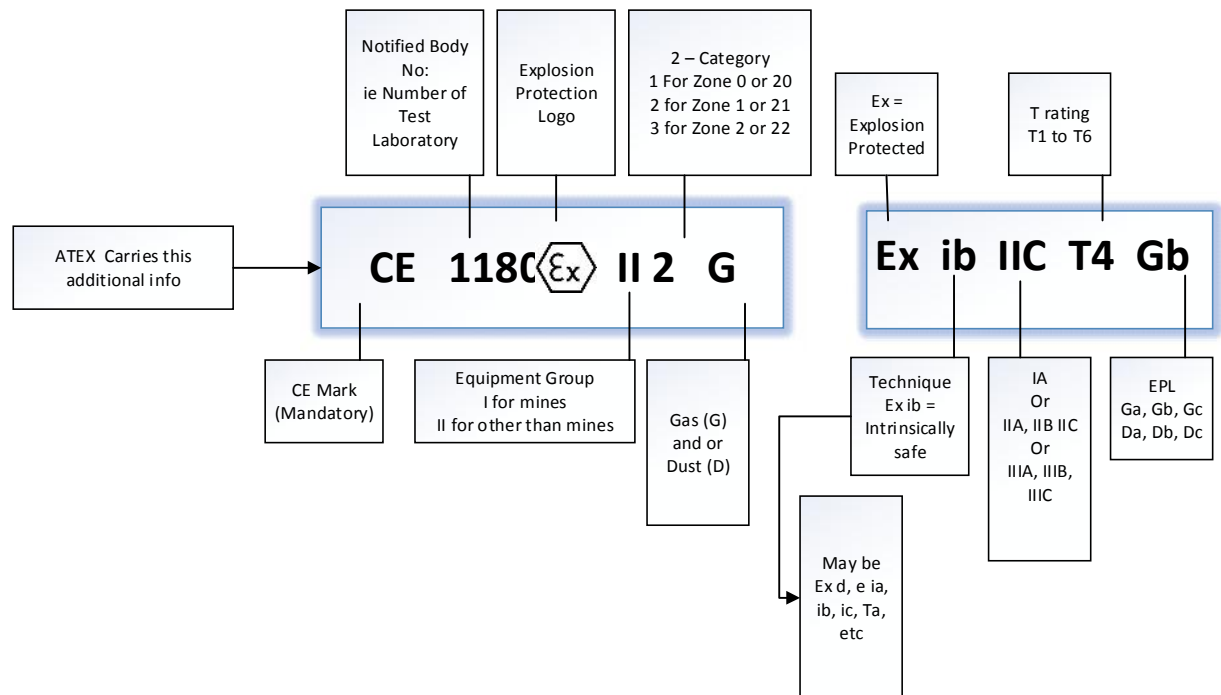 Notified Body
No:
ie Number of
Test
Laboratory
Explosion
Protection
Logo
2 – Category
1 For Zone 0 or 20
2 for Zone 1 or 21
3 for Zone 2 or 22
Ex =
Explosion
Protected
T rating
T1 to T6
ATEX Carries this
additional info
CE 1180 Ex II 2 G
Ex ib IIC T4 Gb
CE Mark
(Mandatory)
Equipment Group
I for mines
II for other than mines
Gas (G)
and or
Dust (D)
Technique
Ex ib =
Intrinsically
safe
IA
Or
IIA, IIB IIC
Or
IIIA, IIIB,
IIIC
EPL
Ga, Gb, Gc
Da, Db, Dc
May be
Ex d, e ia,
ib, ic, Ta,
etc